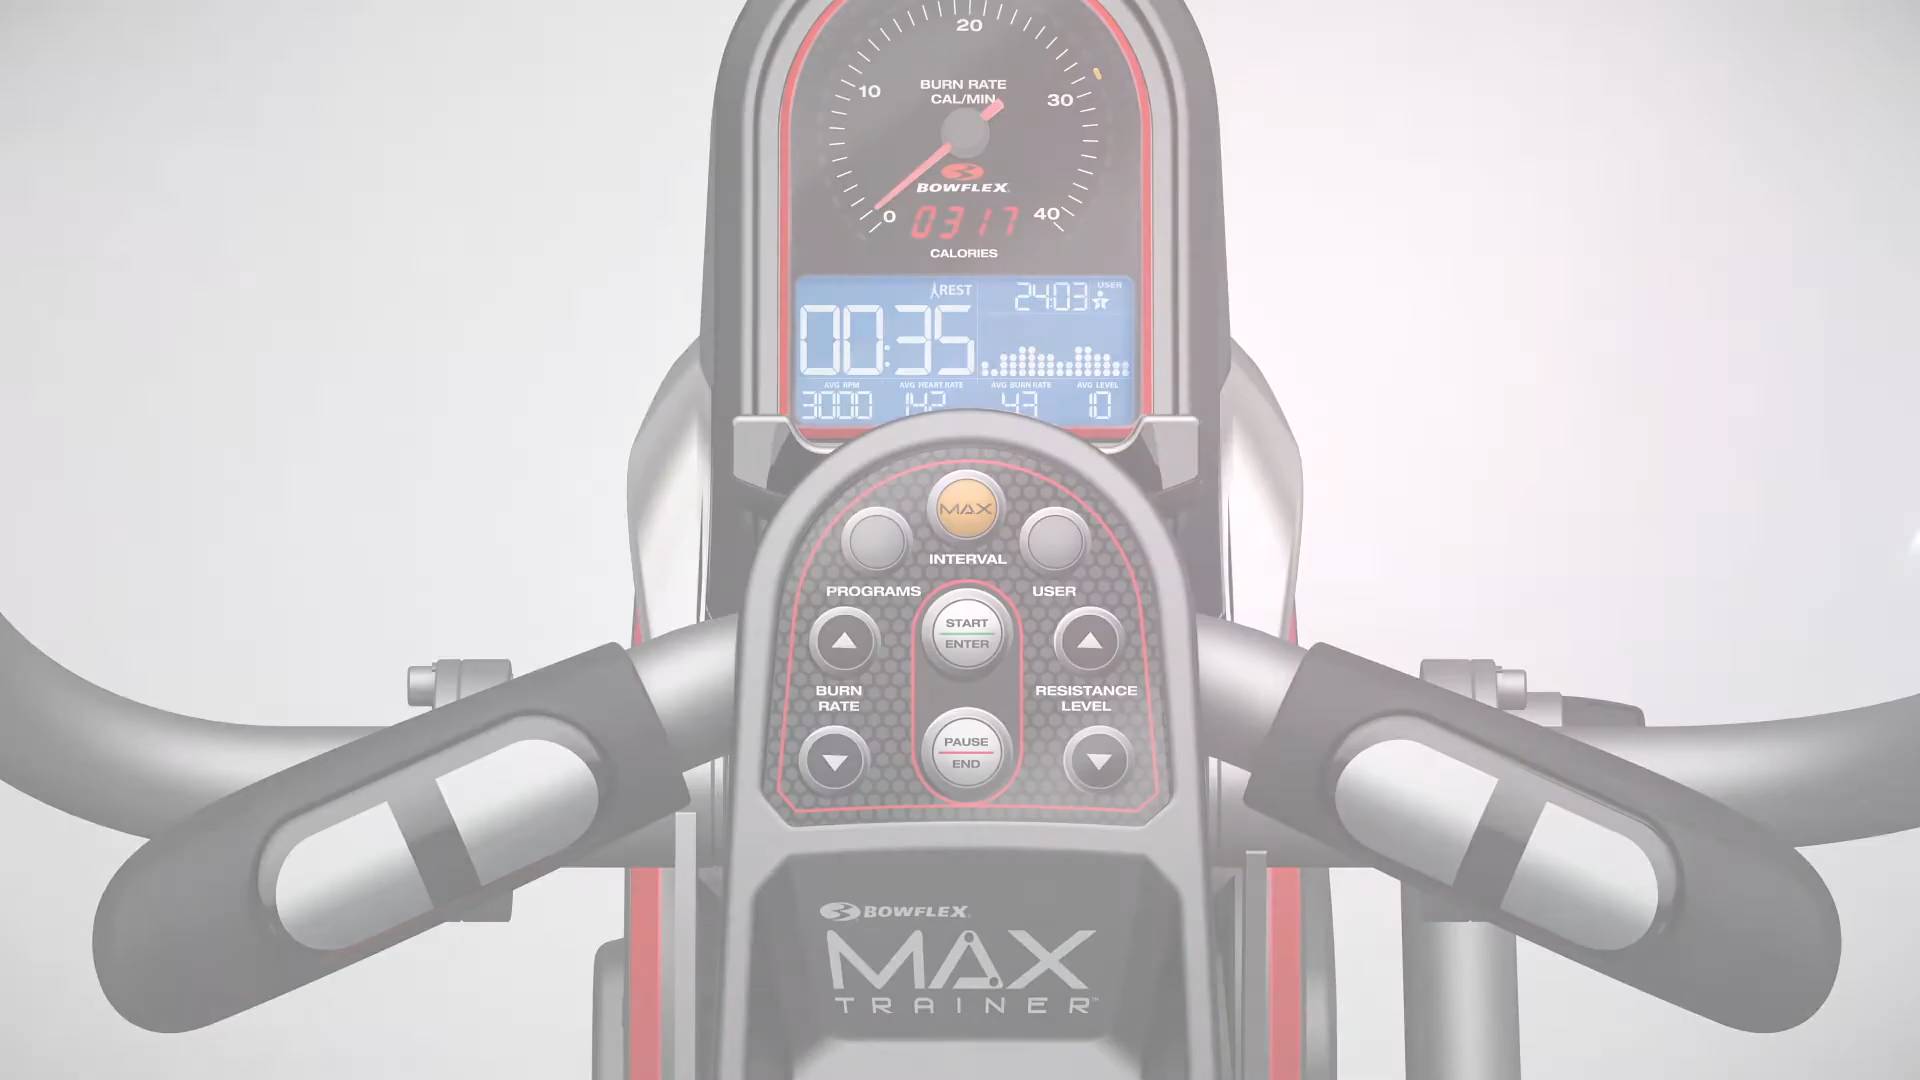 20
10
30
BURN RATE
CAL/MIN
BOWFLEX
0
0317
40
CALORIES
REST
24:03
USER
00:35
AVG RPM
AVG HEART RATE
AVG BURN RATE
AVG LEVEL
3000
142
43
10
MAX
INTERVAL
PROGRAMS
USER
START
ENTER
BURN
RATE
RESISTANCE
LEVEL
PAUSE
END
BOWFLEX
MAX
TRAINER™